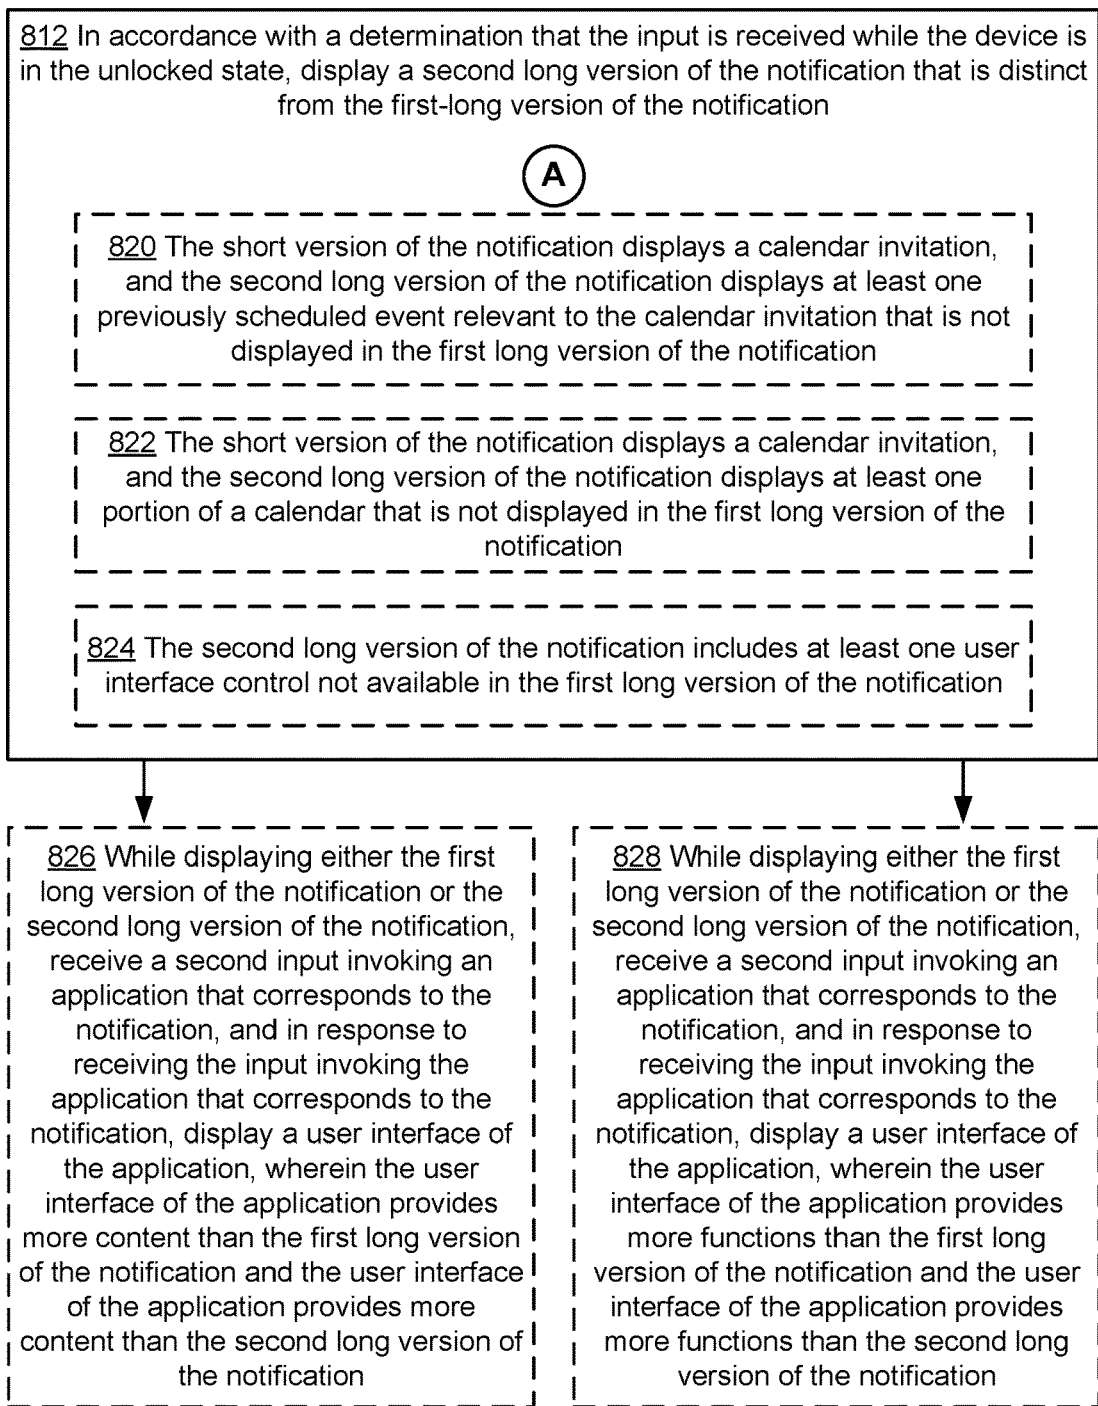 812 In accordance with a determination that the input is received while the device is
in the unlocked state, display a second long version of the notification that is distinct
from the first-long version of the notification
A
820 The short version of the notification displays a calendar invitation,
and the second long version of the notification displays at least one
previously scheduled event relevant to the calendar invitation that is not
displayed in the first long version of the notification
822 The short version of the notification displays a calendar invitation,
and the second long version of the notification displays at least one
portion of a calendar that is not displayed in the first long version of the
notification
824 The second long version of the notification includes at least one user
interface control not available in the first long version of the notification
826 While displaying either the first
long version of the notification or the
second long version of the notification,
receive a second input invoking an
application that corresponds to the
notification, and in response to
receiving the input invoking the
application that corresponds to the
notification, display a user interface of
the application, wherein the user
interface of the application provides
more content than the first long version
of the notification and the user interface
of the application provides more
content than the second long version of
the notification
828 While displaying either the first
long version of the notification or the
second long version of the notification,
receive a second input invoking an
application that corresponds to the
notification, and in response to
receiving the input invoking the
application that corresponds to the
notification, display a user interface of
the application, wherein the user
interface of the application provides
more functions than the first long
version of the notification and the user
interface of the application provides
more functions than the second long
version of the notification